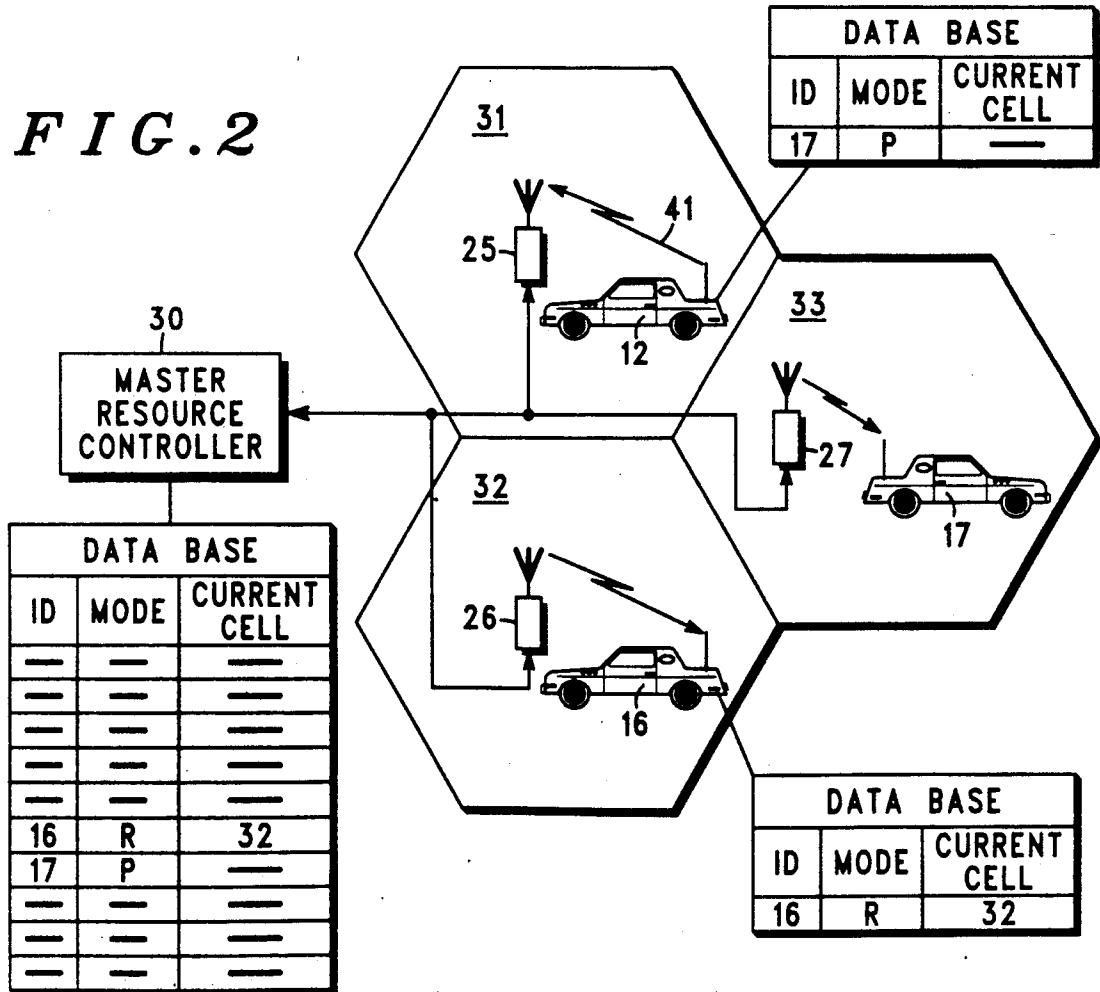 FIG.2
DATA BASE
ID MODE CURRENT CELL
17 P —
31
41
25
12
33
30
MASTER
RESOURCE
CONTROLLER
27
17
32
26
16
DATA BASE
ID MODE CURRENT CELL
— — —
— — —
— — —
— — —
— — —
16 R 32
17 P —
— — —
— — —
— — —
DATA BASE
ID MODE CURRENT CELL
16 R 32